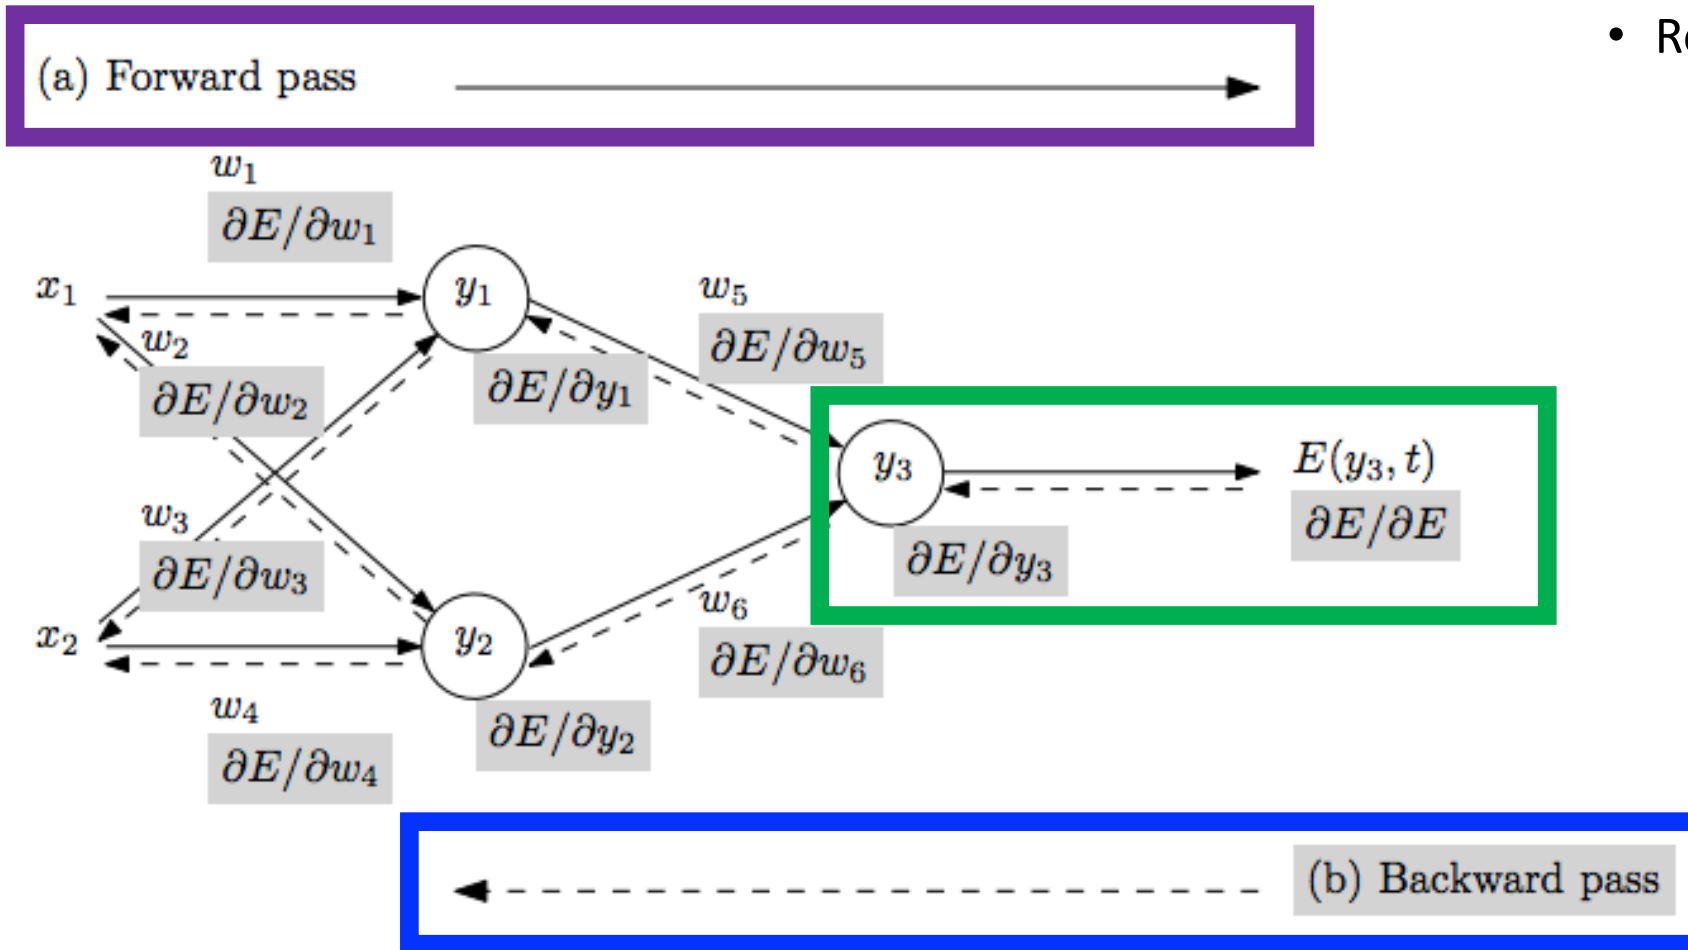 (a) Forward pass
•
w₁
∂E/∂w₁
x₁
y₁
w₅
w₂
∂E/∂w₅
∂E/∂w₂
∂E/∂y₁
y₃
E(y₃, t)
w₃
∂E/∂E
∂E/∂w₃
∂E/∂y₃
w₆
x₂
y₂
∂E/∂w₆
w₄
∂E/∂y₂
∂E/∂w₄
(b) Backward pass